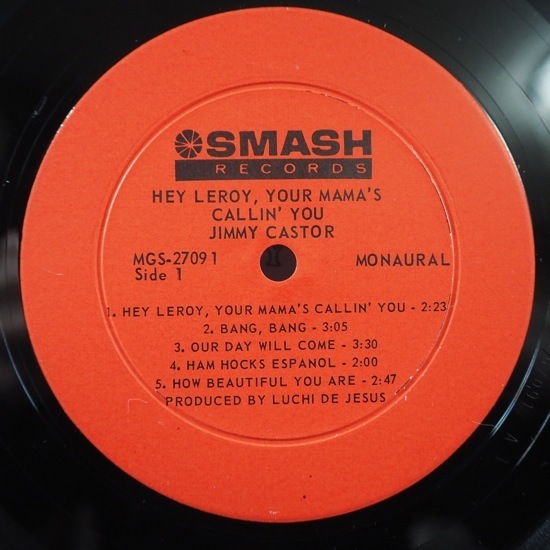 SMASH
RECORDS
HEY LEROY, YOUR MAMA'S
CALLIN' YOU
JIMMY CASTOR
MGS-27091 MONAURAL
Side 1
1. HEY LEROY, YOUR MAMA'S CALLIN' YOU - 2:23
2. BANG, BANG - 3:05
3. OUR DAY WILL COME - 3:30
4. HAM HOCKS ESPANOL - 2:00
5. HOW BEAUTIFUL YOU ARE - 2:47
PRODUCED BY LUCHI DE JESUS